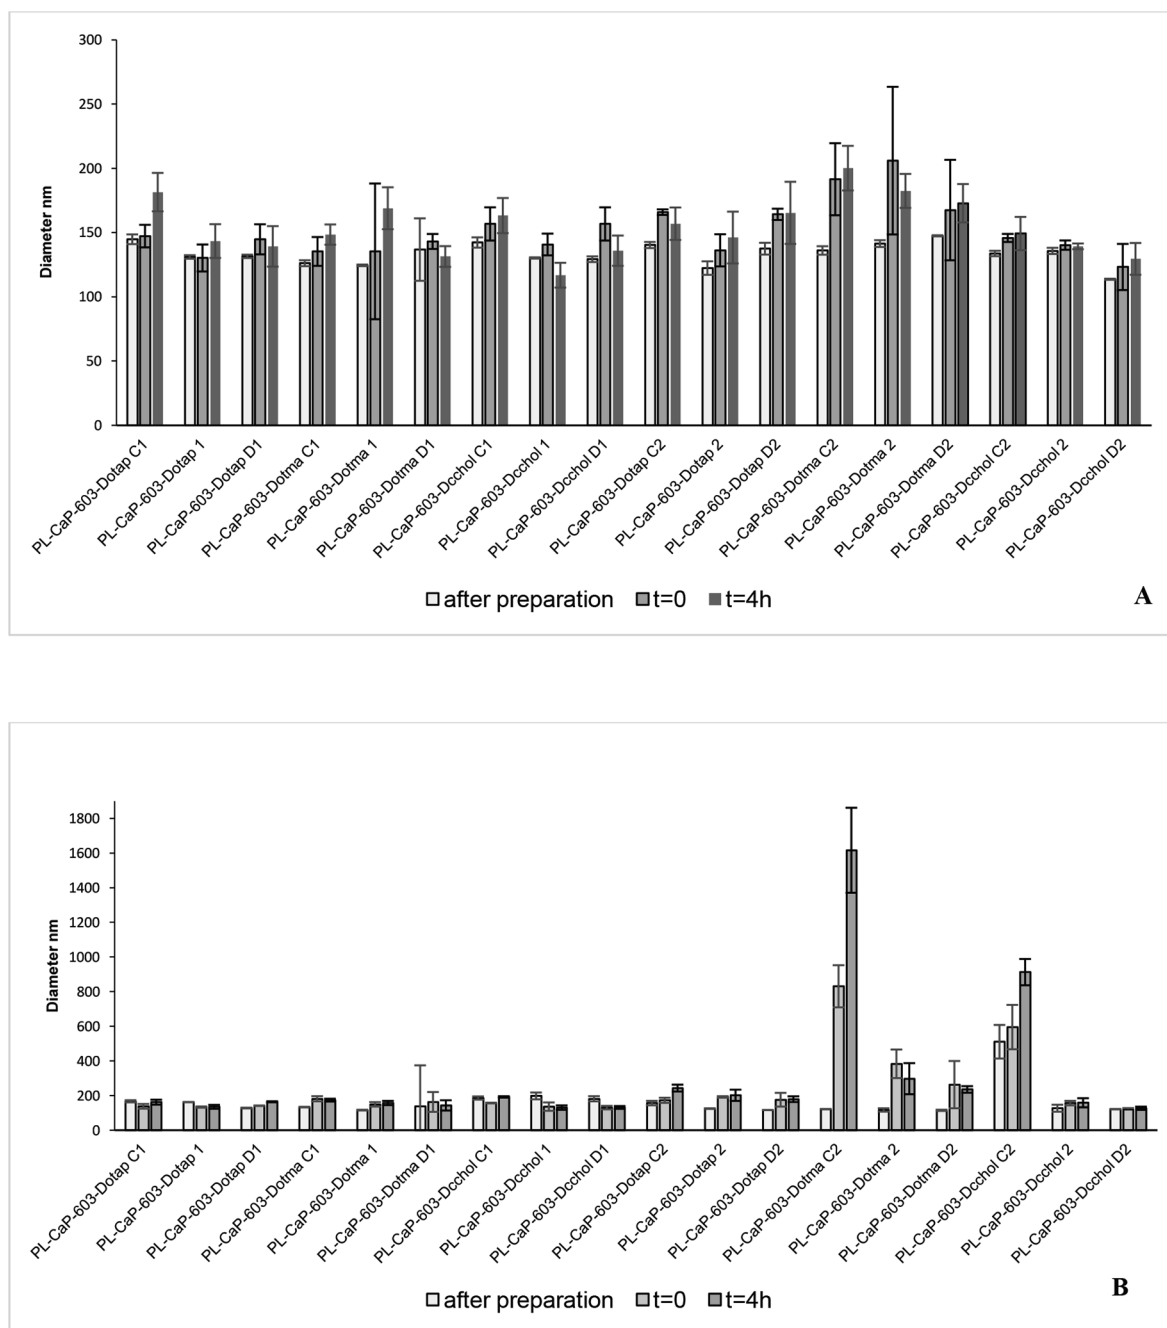 300
250
200
150
100
50
0
Diameter nm
PL-CaP-603-Dotap C1
PL-CaP-603-Dotap 1
PL-CaP-603-Dotap D1
PL-CaP-603-Dotma C1
PL-CaP-603-Dotma 1
PL-CaP-603-Dotma D1
PL-CaP-603-Dcchol C1
PL-CaP-603-Dcchol 1
PL-CaP-603-Dcchol D1
PL-CaP-603-Dotap C2
PL-CaP-603-Dotap 2
PL-CaP-603-Dotap D2
PL-CaP-603-Dotma C2
PL-CaP-603-Dotma 2
PL-CaP-603-Dotma D2
PL-CaP-603-Dcchol C2
PL-CaP-603-Dcchol 2
PL-CaP-603-Dcchol D2
after preparation t=0 t=4h
A
1800
1600
1400
1200
1000
800
600
400
200
0
Diameter nm
PL-CaP-603-Dotap C1
PL-CaP-603-Dotap 1
PL-CaP-603-Dotap D1
PL-CaP-603-Dotma C1
PL-CaP-603-Dotma 1
PL-CaP-603-Dotma D1
PL-CaP-603-Dcchol C1
PL-CaP-603-Dcchol 1
PL-CaP-603-Dcchol D1
PL-CaP-603-Dotap C2
PL-CaP-603-Dotap 2
PL-CaP-603-Dotap D2
PL-CaP-603-Dotma C2
PL-CaP-603-Dotma 2
PL-CaP-603-Dotma D2
PL-CaP-603-Dcchol C2
PL-CaP-603-Dcchol 2
PL-CaP-603-Dcchol D2
after preparation t=0 t=4h
B